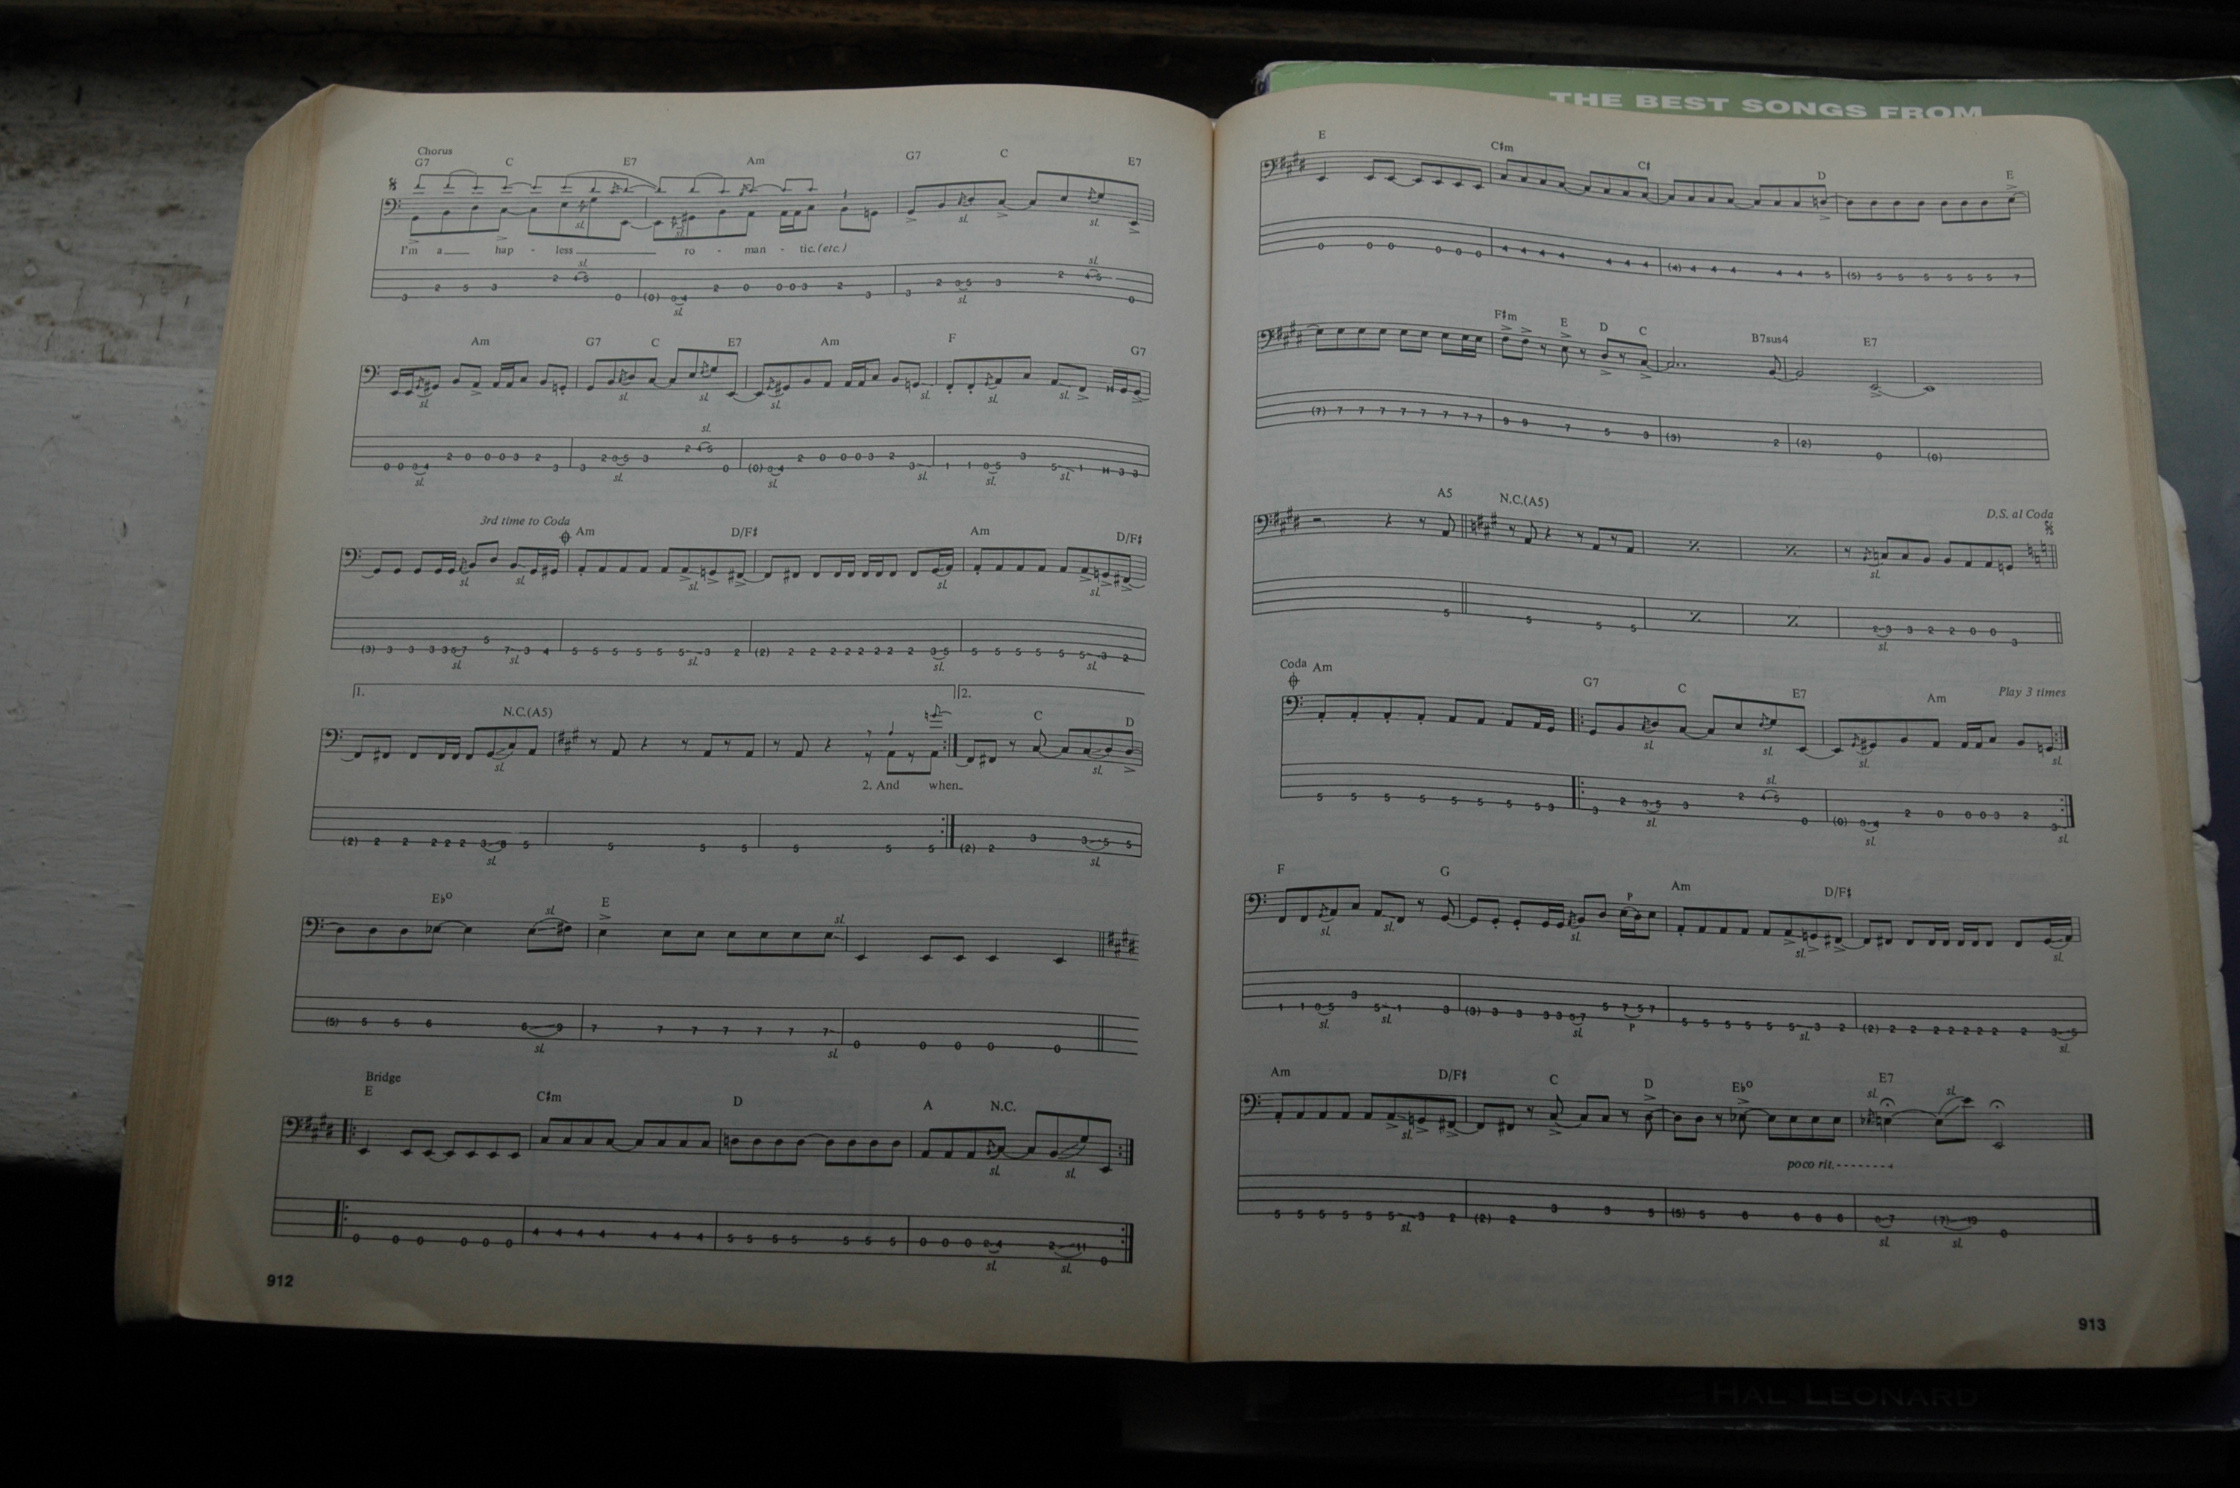 THE BEST SONGS FROM
Chorus
G7 C E7 Am G7 C E7
I'm a hap - less ro - man - tic. (etc.)
Am G7 C E7 Am F G7
3rd time to Coda
Am D/F♯ Am D/F♯
1. 2.
N.C.(A5) C D
2. And when
E♭o E
Bridge
E C♯m D A N.C.
912
E C♯m C♯ D E
F♯m E D C B7sus4 E7
A5 N.C.(A5) D.S. al Coda
Coda Am G7 C E7 Am Play 3 times
F G Am D/F♯
Am D/F♯ C D E♭o E7
poco rit.
913
HAL LEONARD